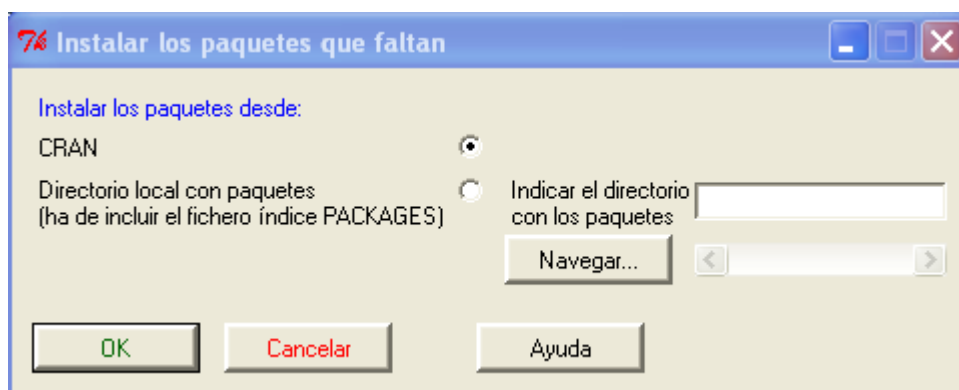 Instalar los paquetes que faltan
Instalar los paquetes desde:
CRAN
Directorio local con paquetes
(ha de incluir el fichero índice PACKAGES)
Indicar el directorio
con los paquetes
Navegar...
OK
Cancelar
Ayuda